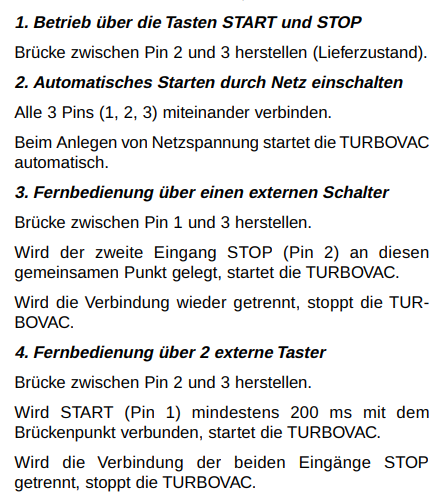 1. Betrieb über die Tasten START und STOP
Brücke zwischen Pin 2 und 3 herstellen (Lieferzustand).
2. Automatisches Starten durch Netz einschalten
Alle 3 Pins (1, 2, 3) miteinander verbinden.
Beim Anlegen von Netzspannung startet die TURBOVAC
automatisch.
3. Fernbedienung über einen externen Schalter
Brücke zwischen Pin 1 und 3 herstellen.
Wird der zweite Eingang STOP (Pin 2) an diesen
gemeinsamen Punkt gelegt, startet die TURBOVAC.
Wird die Verbindung wieder getrennt, stoppt die TUR-
BOVAC.
4. Fernbedienung über 2 externe Taster
Brücke zwischen Pin 2 und 3 herstellen.
Wird START (Pin 1) mindestens 200 ms mit dem
Brückenpunkt verbunden, startet die TURBOVAC.
Wird die Verbindung der beiden Eingänge STOP
getrennt, stoppt die TURBOVAC.